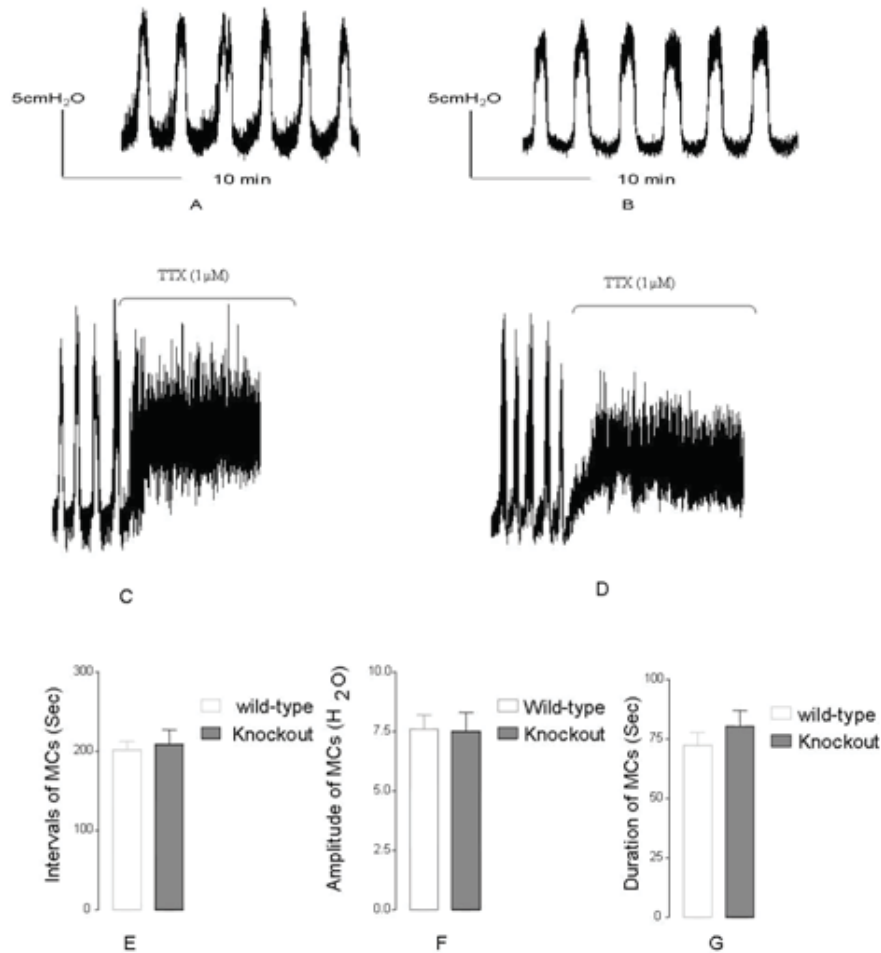 5cmH₂O
10 min
A
5cmH₂O
10 min
B
TTX (1µM)
C
TTX (1µM)
D
Intervals of MCs (Sec)
300
200
100
0
wild-type
Knockout
E
Amplitude of MCs (H ₂O)
10.0
7.5
5.0
2.5
0.0
Wild-type
Knockout
F
Duration of MCs (Sec)
100
75
50
25
0
wild-type
Knockout
G